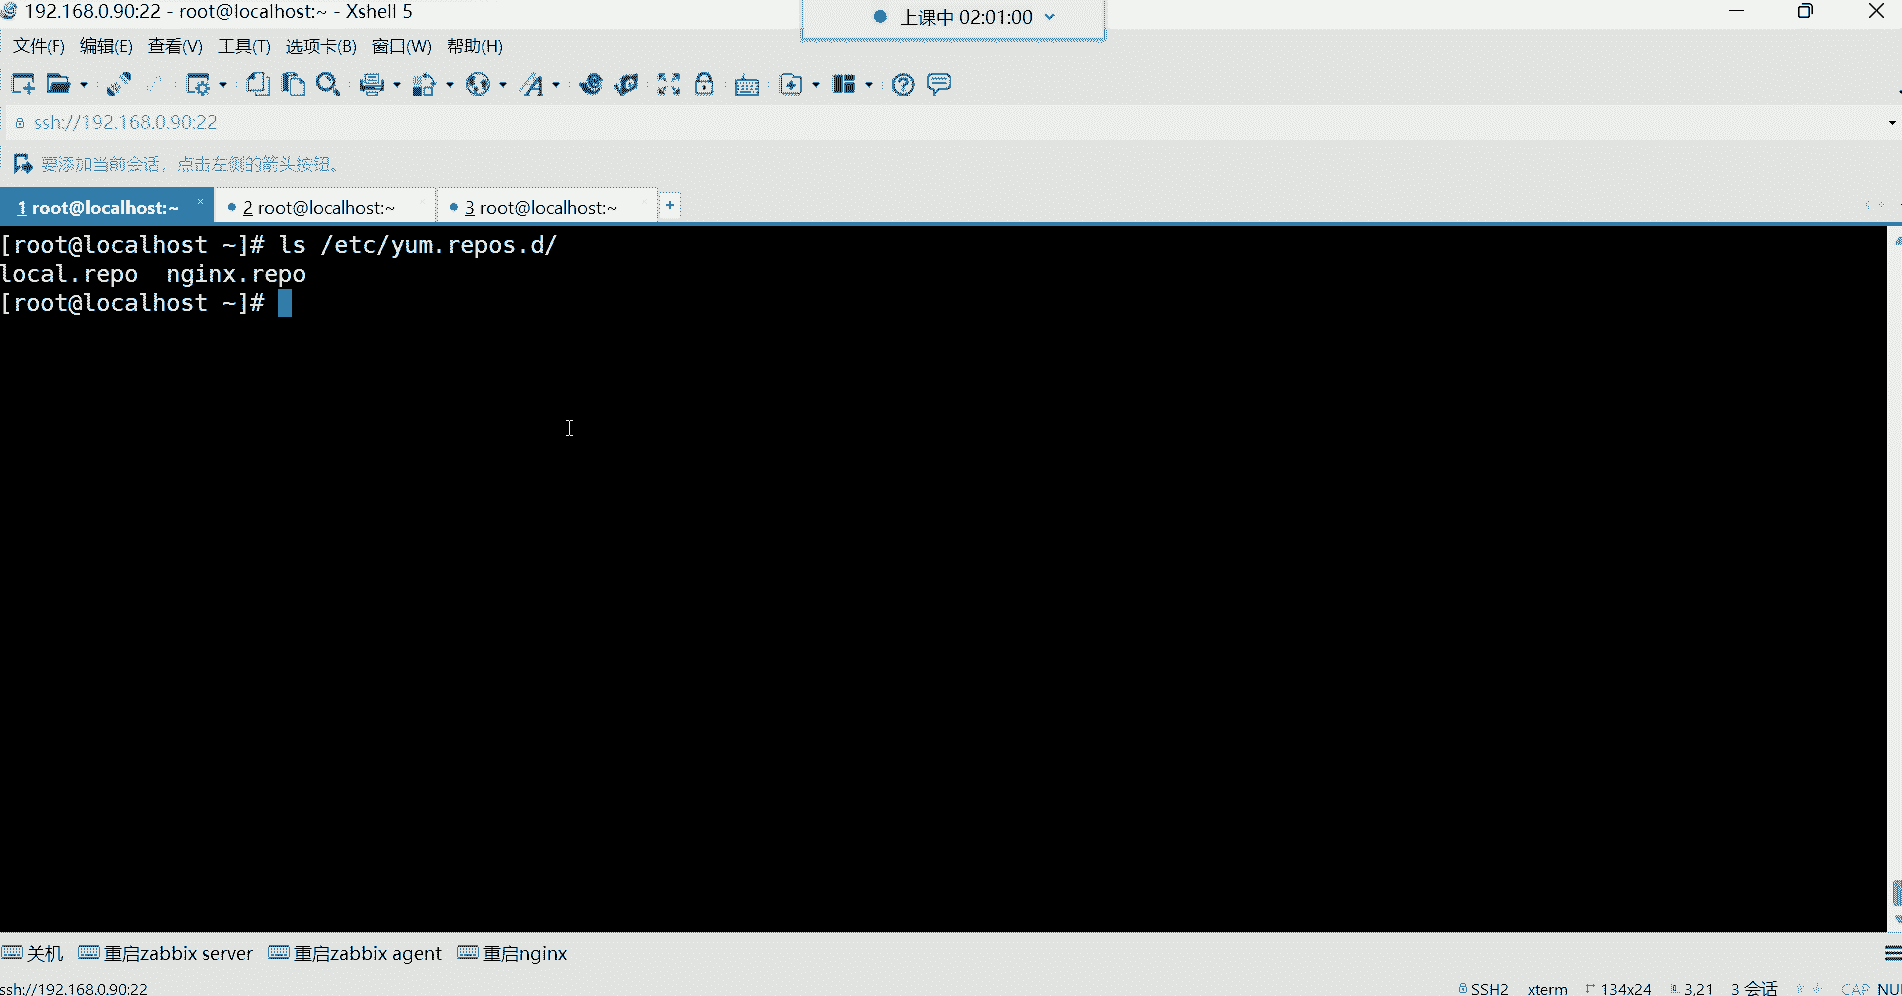 192.168.0.90:22 - root@localhost:~ - Xshell 5
上课中 02:01:00
文件(F) 编辑(E) 查看(V) 工具(T) 选项卡(B) 窗口(W) 帮助(H)
ssh://192.168.0.90:22
要添加当前会话，点击左侧的箭头按钮。
1 root@localhost:~ × 2 root@localhost:~ 3 root@localhost:~ +
[root@localhost ~]# ls /etc/yum.repos.d/
local.repo  nginx.repo
[root@localhost ~]#
关机 重启zabbix server 重启zabbix agent 重启nginx
ssh://192.168.0.90:22 SSH2 xterm 134x24 3,21 3 会话 CAP NU